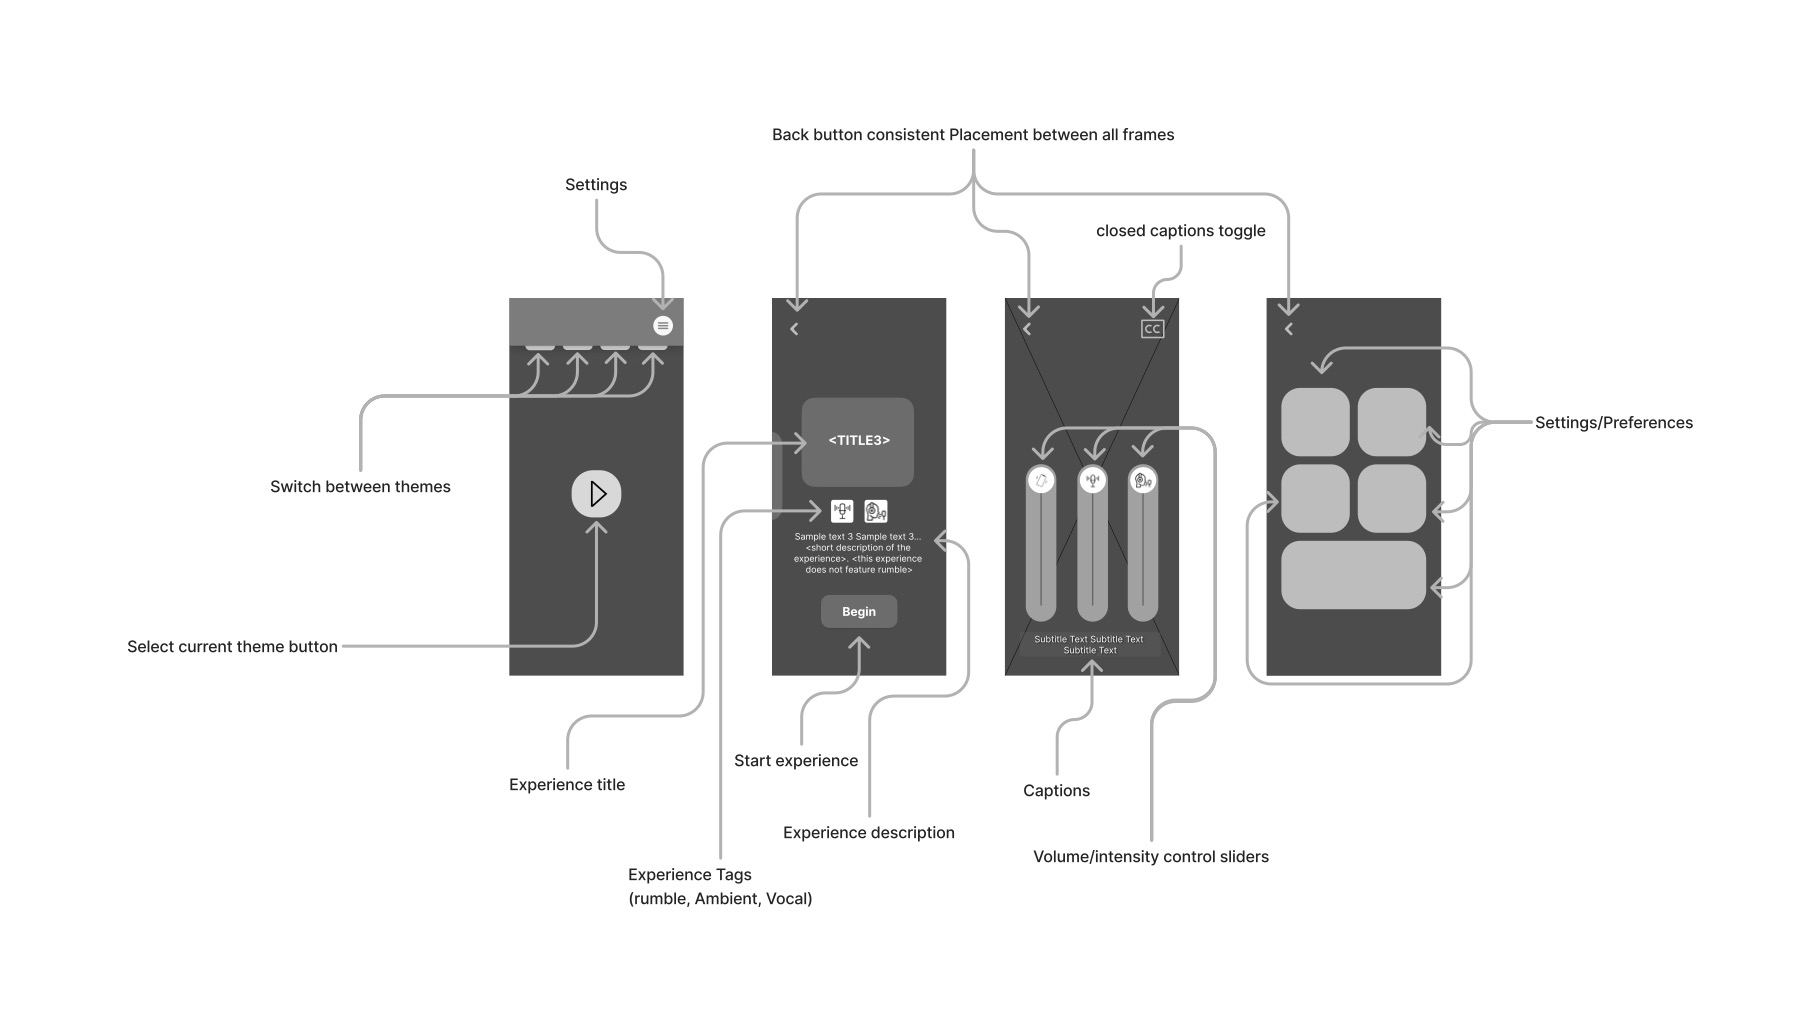 Back button consistent Placement between all frames
Settings
closed captions toggle
CC
<TITLE3>
Settings/Preferences
Switch between themes
Sample text 3 Sample text 3...
<short description of the
experience>. <this experience
does not feature rumble>
Begin
Select current theme button
Subtitle Text Subtitle Text
Subtitle Text
Start experience
Experience title
Captions
Experience description
Volume/intensity control sliders
Experience Tags
(rumble, Ambient, Vocal)